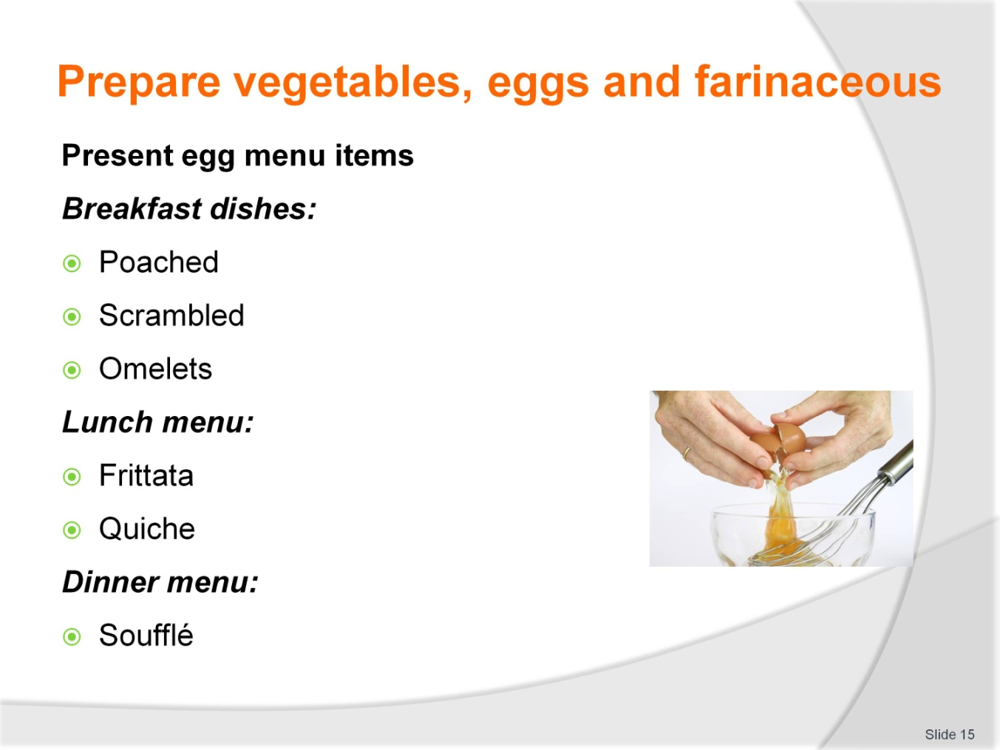 Prepare vegetables, eggs and farinaceous
Present egg menu items
Breakfast dishes:
Poached
Scrambled
Omelets
Lunch menu:
Frittata
Quiche
Dinner menu:
Soufflé
Slide 15